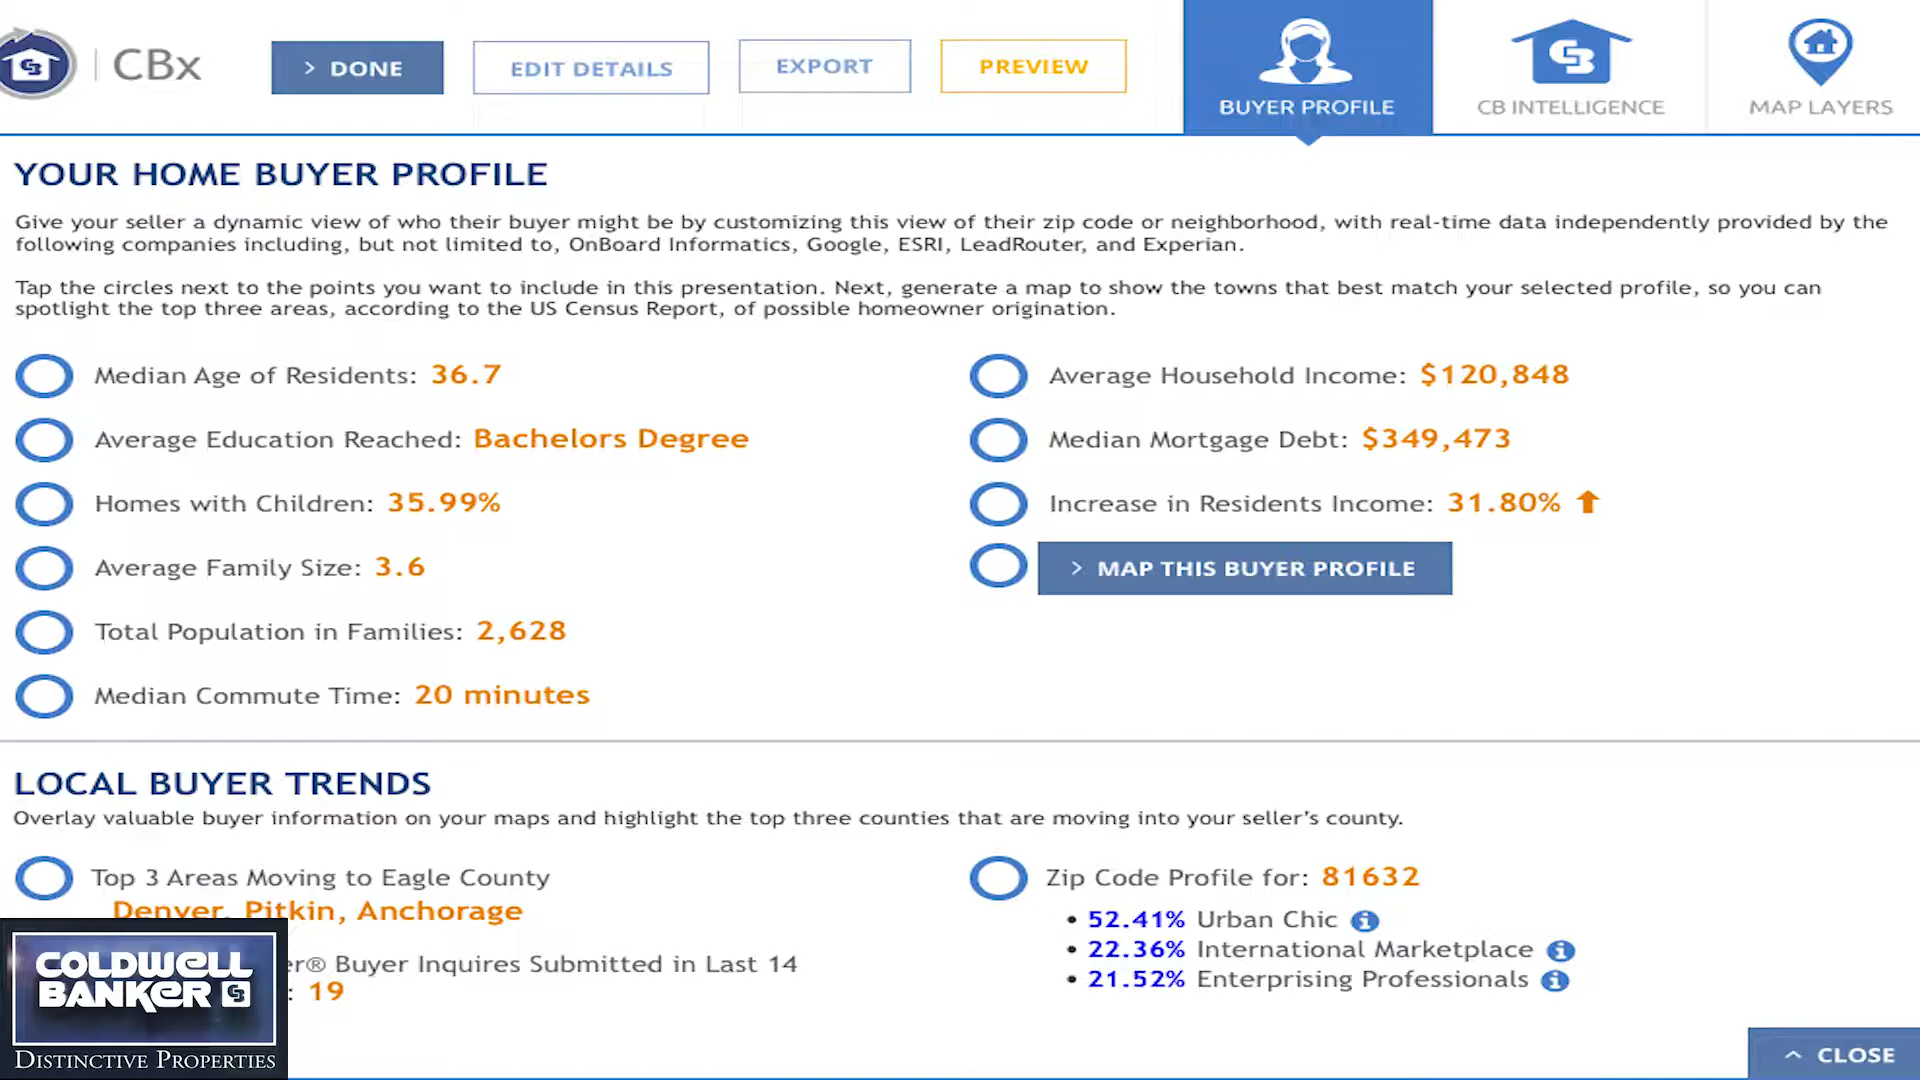 CBx
> DONE
EDIT DETAILS
EXPORT
PREVIEW
BUYER PROFILE
CB INTELLIGENCE
MAP LAYERS
YOUR HOME BUYER PROFILE
Give your seller a dynamic view of who their buyer might be by customizing this view of their zip code or neighborhood, with real-time data independently provided by the
following companies including, but not limited to, OnBoard Informatics, Google, ESRI, LeadRouter, and Experian.
Tap the circles next to the points you want to include in this presentation. Next, generate a map to show the towns that best match your selected profile, so you can
spotlight the top three areas, according to the US Census Report, of possible homeowner origination.
Median Age of Residents: 36.7
Average Education Reached: Bachelors Degree
Homes with Children: 35.99%
Average Family Size: 3.6
Total Population in Families: 2,628
Median Commute Time: 20 minutes
Average Household Income: $120,848
Median Mortgage Debt: $349,473
Increase in Residents Income: 31.80%
> MAP THIS BUYER PROFILE
LOCAL BUYER TRENDS
Overlay valuable buyer information on your maps and highlight the top three counties that are moving into your seller's county.
Top 3 Areas Moving to Eagle County
Denver, Pitkin, Anchorage
er® Buyer Inquires Submitted in Last 14
: 19
Zip Code Profile for: 81632
• 52.41% Urban Chic
• 22.36% International Marketplace
• 21.52% Enterprising Professionals
COLDWELL
BANKER CB
DISTINCTIVE PROPERTIES
CLOSE